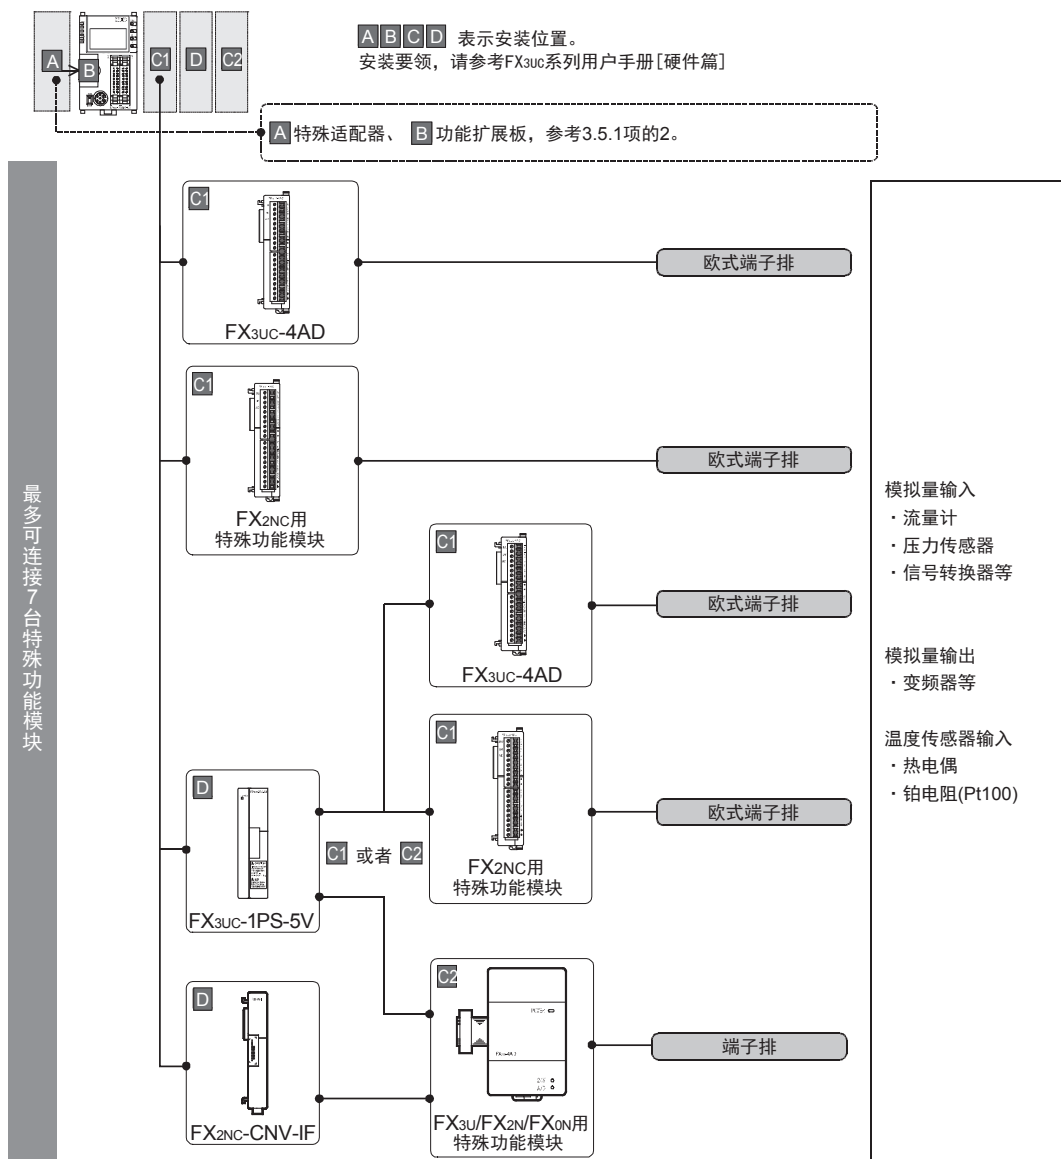 A B C D 表示安装位置。
安装要领，请参考FX3UC系列用户手册[硬件篇]
A B C1 D C2
A 特殊适配器、 B 功能扩展板，参考3.5.1项的2。
最多可连接7台特殊功能模块
C1
FX3UC-4AD
欧式端子排
C1
FX2NC用
特殊功能模块
欧式端子排
C1
FX3UC-4AD
欧式端子排
C1
FX2NC用
特殊功能模块
欧式端子排
D
FX3UC-1PS-5V
C1 或者 C2
D
FX2NC-CNV-IF
C2
FX3U/FX2N/FX0N用
特殊功能模块
端子排
模拟量输入
・流量计
・压力传感器
・信号转换器等
模拟量输出
・变频器等
温度传感器输入
・热电偶
・铂电阻(Pt100)